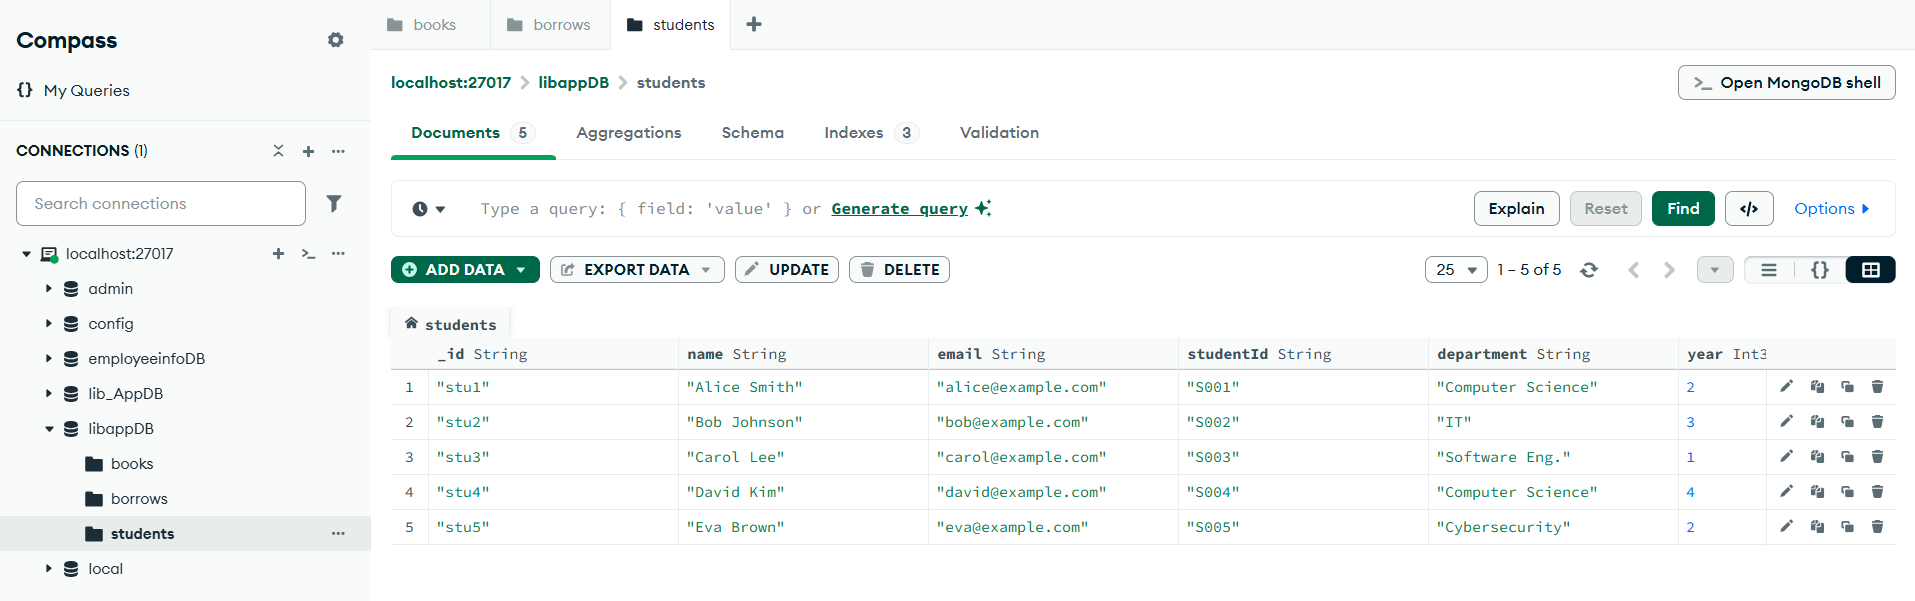 Compass
My Queries
CONNECTIONS (1)
Search connections
localhost:27017
admin
config
employeeinfoDB
lib_AppDB
libappDB
books
borrows
students
local
books borrows students
localhost:27017 > libappDB > students
>_ Open MongoDB shell
Documents 5 Aggregations Schema Indexes 3 Validation
Type a query: { field: 'value' } or Generate query
Explain Reset Find </> Options
ADD DATA EXPORT DATA UPDATE DELETE
25 1 – 5 of 5
students
_id String name String email String studentId String department String year Int3
1 "stu1" "Alice Smith" "alice@example.com" "S001" "Computer Science" 2
2 "stu2" "Bob Johnson" "bob@example.com" "S002" "IT" 3
3 "stu3" "Carol Lee" "carol@example.com" "S003" "Software Eng." 1
4 "stu4" "David Kim" "david@example.com" "S004" "Computer Science" 4
5 "stu5" "Eva Brown" "eva@example.com" "S005" "Cybersecurity" 2